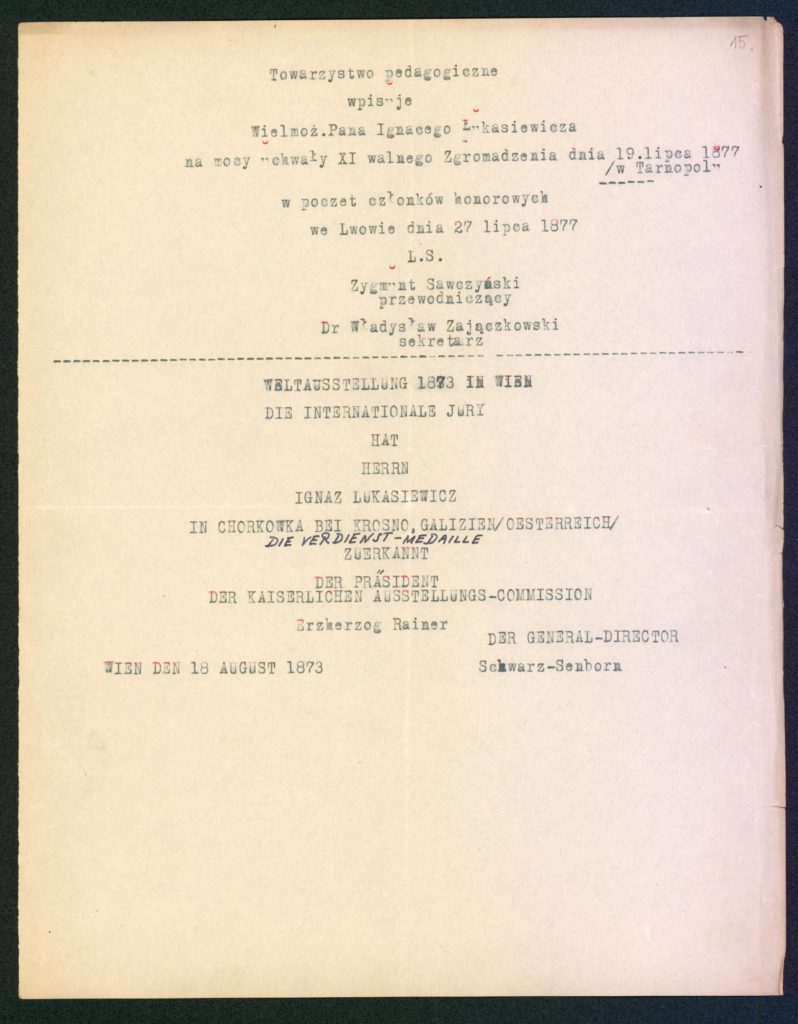 15.
Towarzystwo pedagogiczne
wpisuje
Wielmoż.Pana Ignacego Łukasiewicza
na mocy uchwały XI walnego Zgromadzenia dnia 19.lipca 1877
/w Tarnopolu
w poczet członków honorowych
we Lwowie dnia 27 lipca 1877
L.S.
Zygmunt Sawczyński
przewodniczący
Dr Władysław Zajączkowski
sekretarz
WELTAUSSTELLUNG 1873 IN WIEN
DIE INTERNATIONALE JURY
HAT
HERRN
IGNAZ LUKASIEWICZ
IN CHORKOWKA BEI KROSNO,GALIZIEN/OESTERREICH/
DIE VERDIENST-MEDAILLE
ZUERKANNT
DER PRÄSIDENT
DER KAISERLICHEN AUSSTELLUNGS-COMMISSION
Erzherzog Rainer
DER GENERAL-DIRECTOR
WIEN DEN 18 AUGUST 1873
Schwarz-Senborn